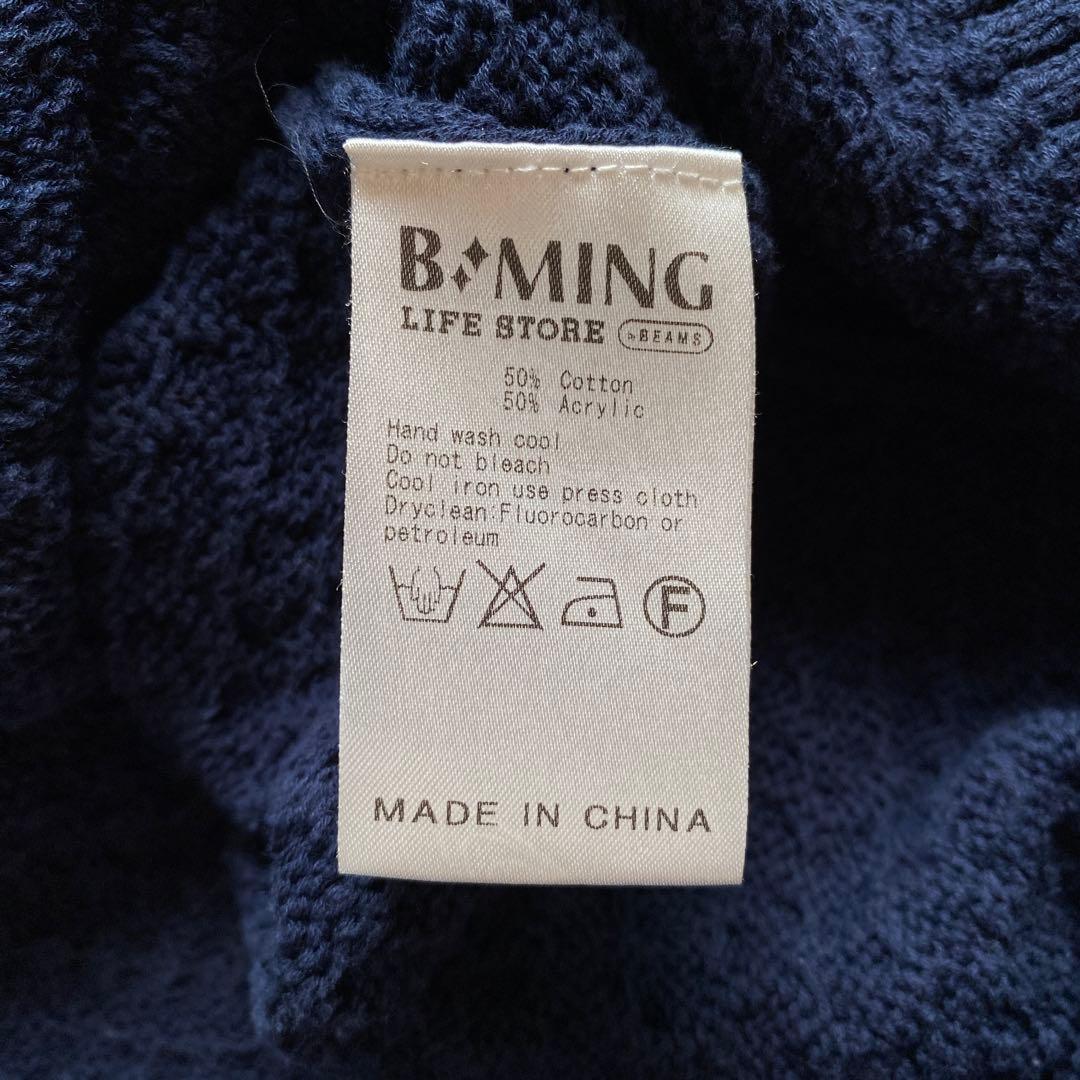 B MING
LIFE STORE by BEAMS
50% Cotton
50% Acrylic
Hand wash cool
Do not bleach
Cool iron use press cloth
Dryclean:Fluorocarbon or
petroleum
F
MADE IN CHINA